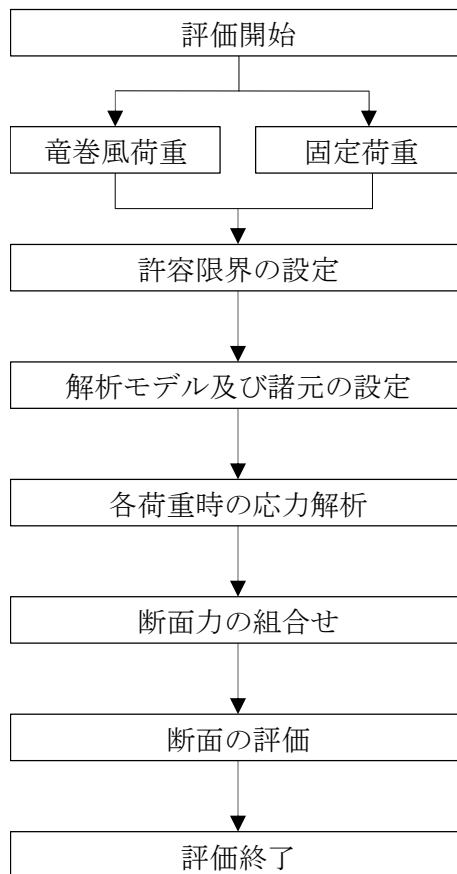 評価開始
竜巻風荷重
固定荷重
許容限界の設定
解析モデル及び諸元の設定
各荷重時の応力解析
断面力の組合せ
断面の評価
評価終了